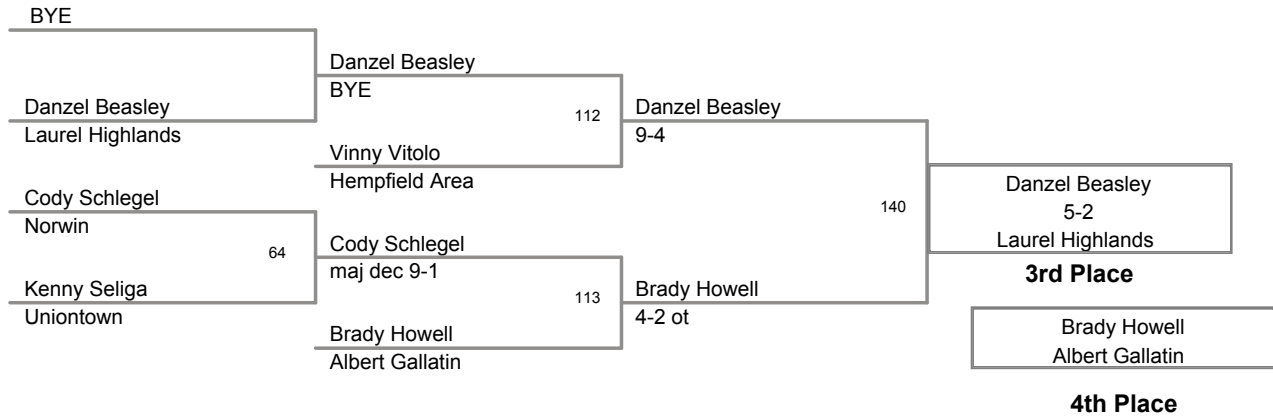 BYE
Danzel Beasley
Laurel Highlands
Cody Schlegel
Norwin
64
Kenny Seliga
Uniontown
Danzel Beasley
BYE
112
Vinny Vitolo
Hempfield Area
Cody Schlegel
maj dec 9-1
113
Brady Howell
Albert Gallatin
Danzel Beasley
9-4
140
Brady Howell
4-2 ot
Danzel Beasley
5-2
Laurel Highlands
3rd Place
Brady Howell
Albert Gallatin
4th Place